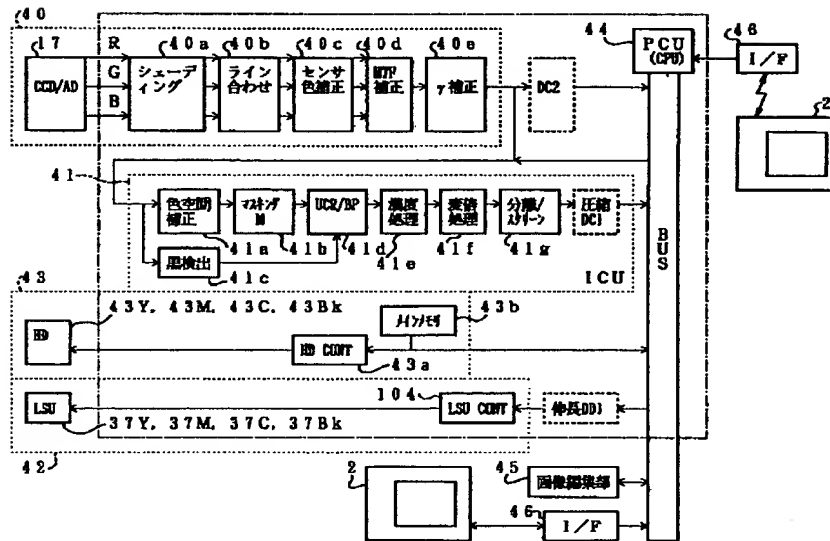 40
17
R
G
B
CCD/AD
40a
シェーディング
40b
ライン合わせ
40c
センサ色補正
40d
MTF補正
40e
γ補正
DC2
44
PCU
(CPU)
46
I/F
2
41
色空間補正
41a
マスキング
M
41b
UCR/BP
41d
濃度処理
41e
変倍処理
41f
分離/スクリーン
41g
圧縮
DC1
黒検出
41c
ICU
BUS
43
43Y, 43M, 43C, 43Bk
HD
HD CONT
43a
メインメモリ
43b
LSU
37Y, 37M, 37C, 37Bk
104
LSU CONT
伸長DD1
42
2
45
画像編集部
46
I/F